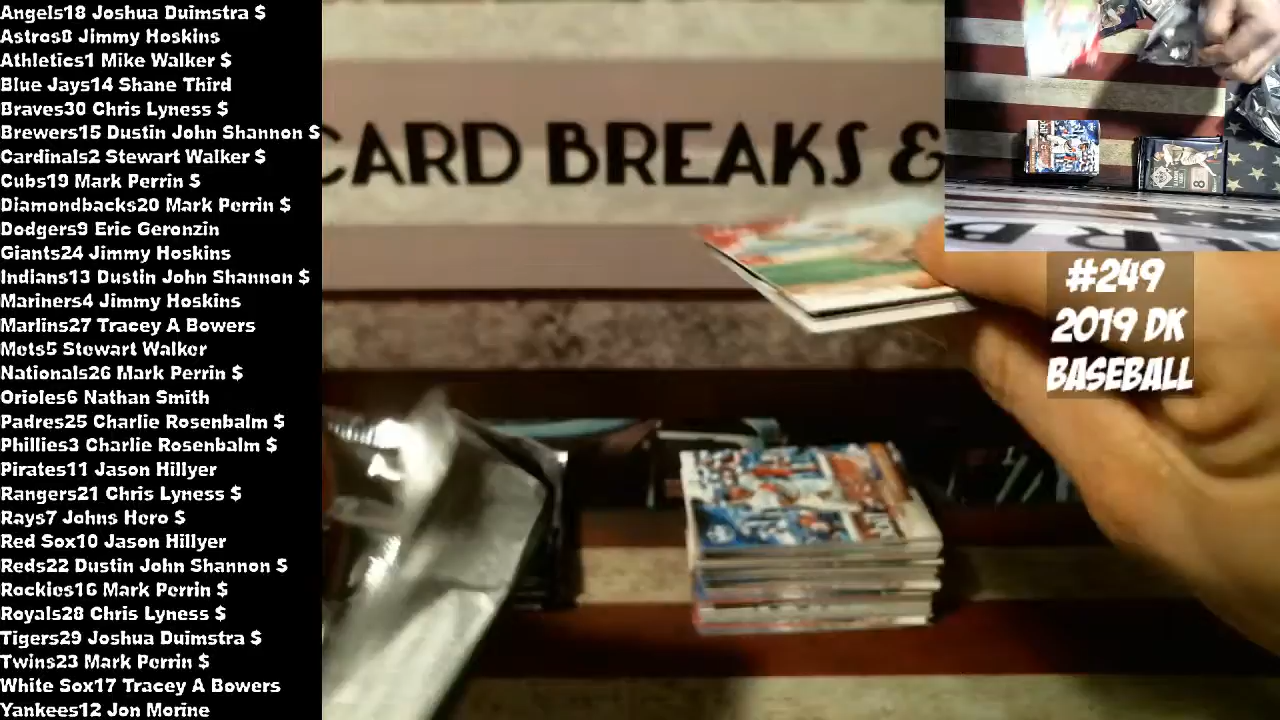 Angels18 Joshua Duimstra $
Astros8 Jimmy Hoskins
Athletics1 Mike Walker $
Blue Jays14 Shane Third
Braves30 Chris Lyness $
Brewers15 Dustin John Shannon $
Cardinals2 Stewart Walker $
Cubs19 Mark Perrin $
Diamondbacks20 Mark Perrin $
Dodgers9 Eric Geronzin
Giants24 Jimmy Hoskins
Indians13 Dustin John Shannon $
Mariners4 Jimmy Hoskins
Marlins27 Tracey A Bowers
Mets5 Stewart Walker
Nationals26 Mark Perrin $
Orioles6 Nathan Smith
Padres25 Charlie Rosenbalm $
Phillies3 Charlie Rosenbalm $
Pirates11 Jason Hillyer
Rangers21 Chris Lyness $
Rays7 Johns Hero $
Red Sox10 Jason Hillyer
Reds22 Dustin John Shannon $
Rockies16 Mark Perrin $
Royals28 Chris Lyness $
Tigers29 Joshua Duimstra $
Twins23 Mark Perrin $
White Sox17 Tracey A Bowers
Yankees12 Jon Morine
CARD BREAKS &
#249
2019 DK
BASEBALL
8